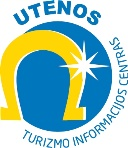 UTENOS
TURIZMO INFORMACIJOS CENTRAS